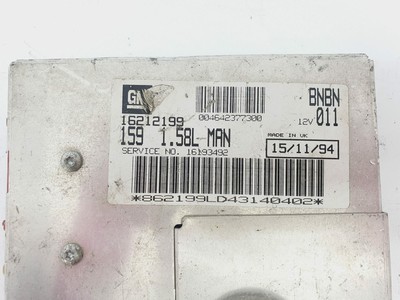 GM
004642377300
BNBN
16212199
12V 011
159 1.58L MAN
MADE IN UK
SERVICE NO. 16193492
15/11/94
*862199LD43140402*